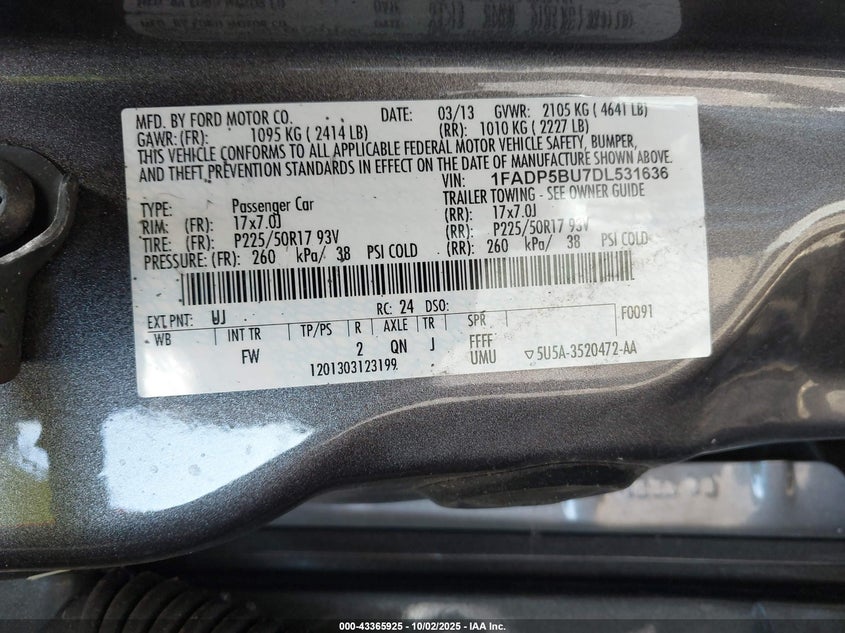 MFD. BY FORD MOTOR CO. DATE: 03/13 GVWR: 2105 KG ( 4641 LB)
GAWR: (FR): 1095 KG ( 2414 LB) (RR): 1010 KG ( 2227 LB)
THIS VEHICLE CONFORMS TO ALL APPLICABLE FEDERAL MOTOR VEHICLE SAFETY, BUMPER,
AND THEFT PREVENTION STANDARDS IN EFFECT ON THE DATE OF MANUFACTURE SHOWN ABOVE.
VIN: 1FADP5BU7DL531636
TYPE: Passenger Car TRAILER TOWING - SEE OWNER GUIDE
RIM: (FR): 17x7.0J (RR): 17x7.0J
TIRE: (FR): P225/50R17 93V (RR): P225/50R17 93V
PRESSURE: (FR): 260 kPa/ 38 PSI COLD (RR): 260 kPa/ 38 PSI COLD
EXT PNT: UJ RC: 24 DSO: F0091
WB INT TR TP/PS R AXLE TR SPR
FW 2 QN J FFFF
1201303123199 UMU ▽5U5A-3520472-AA
000-43365925 - 10/02/2025 - IAA Inc.